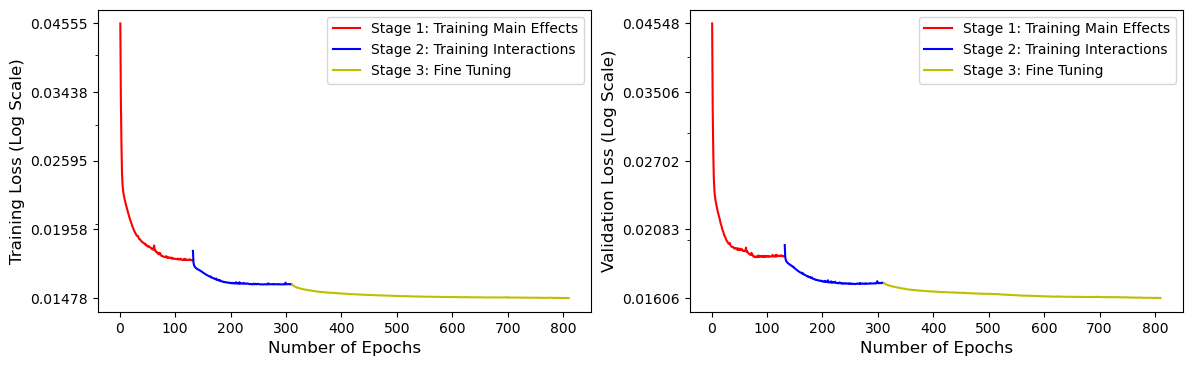 Training Loss (Log Scale)
0.04555
0.03438
0.02595
0.01958
0.01478
Stage 1: Training Main Effects
Stage 2: Training Interactions
Stage 3: Fine Tuning
0 100 200 300 400 500 600 700 800
Number of Epochs
Validation Loss (Log Scale)
0.04548
0.03506
0.02702
0.02083
0.01606
Stage 1: Training Main Effects
Stage 2: Training Interactions
Stage 3: Fine Tuning
0 100 200 300 400 500 600 700 800
Number of Epochs